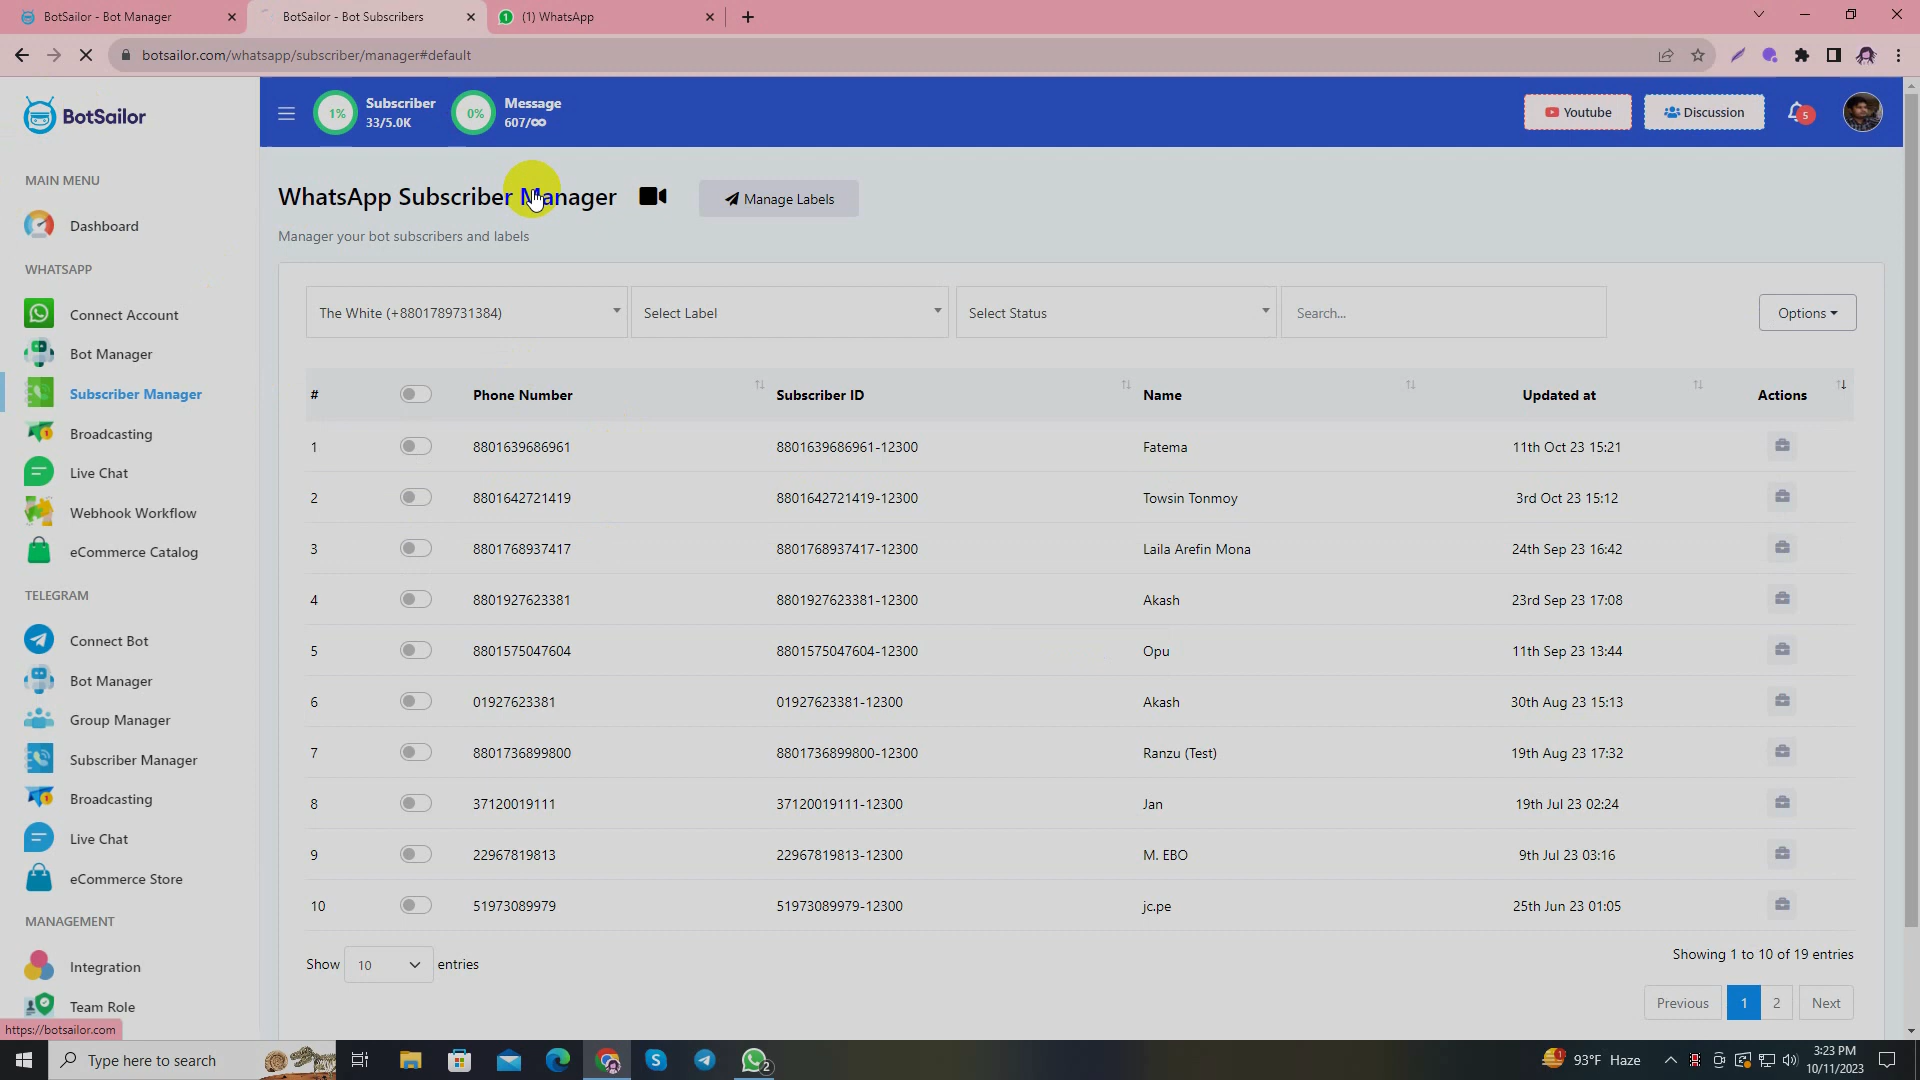 BotSailor - Bot Manager
BotSailor - Bot Subscribers
(1) WhatsApp
botsailor.com/whatsapp/subscriber/manager#default
BotSailor
1%
Subscriber
33/5.0K
0%
Message
607/∞
Youtube
Discussion
5
MAIN MENU
Dashboard
WHATSAPP
Connect Account
Bot Manager
Subscriber Manager
Broadcasting
Live Chat
Webhook Workflow
eCommerce Catalog
TELEGRAM
Connect Bot
Bot Manager
Group Manager
Subscriber Manager
Broadcasting
Live Chat
eCommerce Store
MANAGEMENT
Integration
Team Role
https://botsailor.com
WhatsApp Subscriber Manager
Manage Labels
Manager your bot subscribers and labels
The White (+8801789731384)
Select Label
Select Status
Search...
Options
# Phone Number Subscriber ID Name Updated at Actions
1 8801639686961 8801639686961-12300 Fatema 11th Oct 23 15:21
2 8801642721419 8801642721419-12300 Towsin Tonmoy 3rd Oct 23 15:12
3 8801768937417 8801768937417-12300 Laila Arefin Mona 24th Sep 23 16:42
4 8801927623381 8801927623381-12300 Akash 23rd Sep 23 17:08
5 8801575047604 8801575047604-12300 Opu 11th Sep 23 13:44
6 01927623381 01927623381-12300 Akash 30th Aug 23 15:13
7 8801736899800 8801736899800-12300 Ranzu (Test) 19th Aug 23 17:32
8 37120019111 37120019111-12300 Jan 19th Jul 23 02:24
9 22967819813 22967819813-12300 M. EBO 9th Jul 23 03:16
10 51973089979 51973089979-12300 jc.pe 25th Jun 23 01:05
Show 10 entries
Showing 1 to 10 of 19 entries
Previous 1 2 Next
Type here to search
2
93°F Haze
3:23 PM
10/11/2023